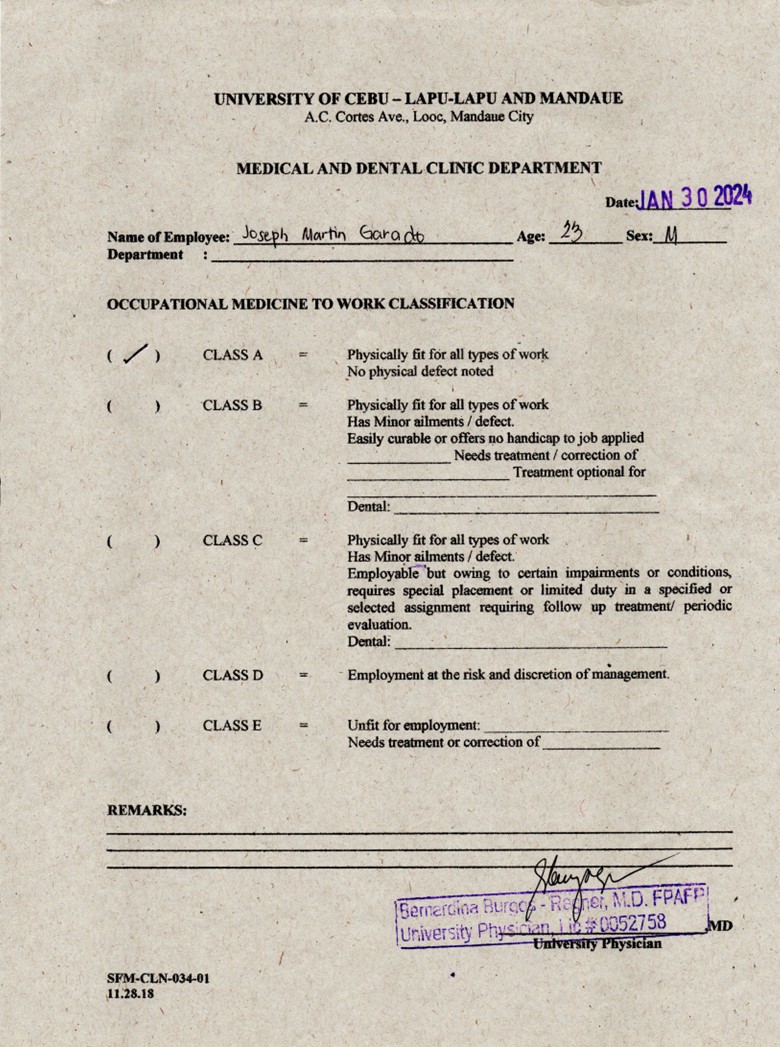 UNIVERSITY OF CEBU – LAPU-LAPU AND MANDAUE
A.C. Cortes Ave., Looc, Mandaue City
MEDICAL AND DENTAL CLINIC DEPARTMENT
Date: JAN 30 2024
Name of Employee: Joseph Martin Garado Age: 23 Sex: M
Department :
OCCUPATIONAL MEDICINE TO WORK CLASSIFICATION
( ✓ ) CLASS A = Physically fit for all types of work
No physical defect noted
( ) CLASS B = Physically fit for all types of work
Has Minor ailments / defect.
Easily curable or offers no handicap to job applied
Needs treatment / correction of
Treatment optional for
Dental:
( ) CLASS C = Physically fit for all types of work
Has Minor ailments / defect.
Employable but owing to certain impairments or conditions,
requires special placement or limited duty in a specified or
selected assignment requiring follow up treatment/ periodic
evaluation.
Dental:
( ) CLASS D = Employment at the risk and discretion of management.
( ) CLASS E = Unfit for employment:
Needs treatment or correction of
REMARKS:
Bernardina Burgos - Regner, M.D. FPAFP
University Physician, Lic # 0052758 ,MD
University Physician
SFM-CLN-034-01
11.28.18